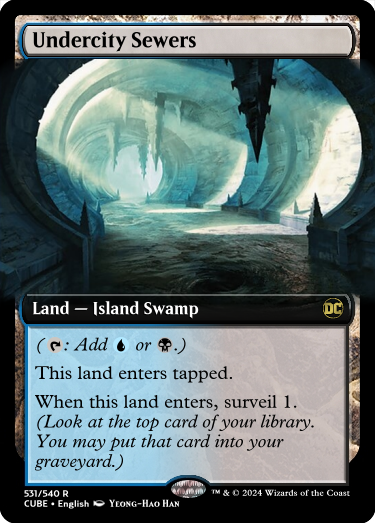 Undercity Sewers
Land — Island Swamp
DC
( : Add or .)
This land enters tapped.
When this land enters, surveil 1.
(Look at the top card of your library.
You may put that card into your
graveyard.)
531/540 R
CUBE • English Yeong-Hao Han
™ & © 2024 Wizards of the Coast